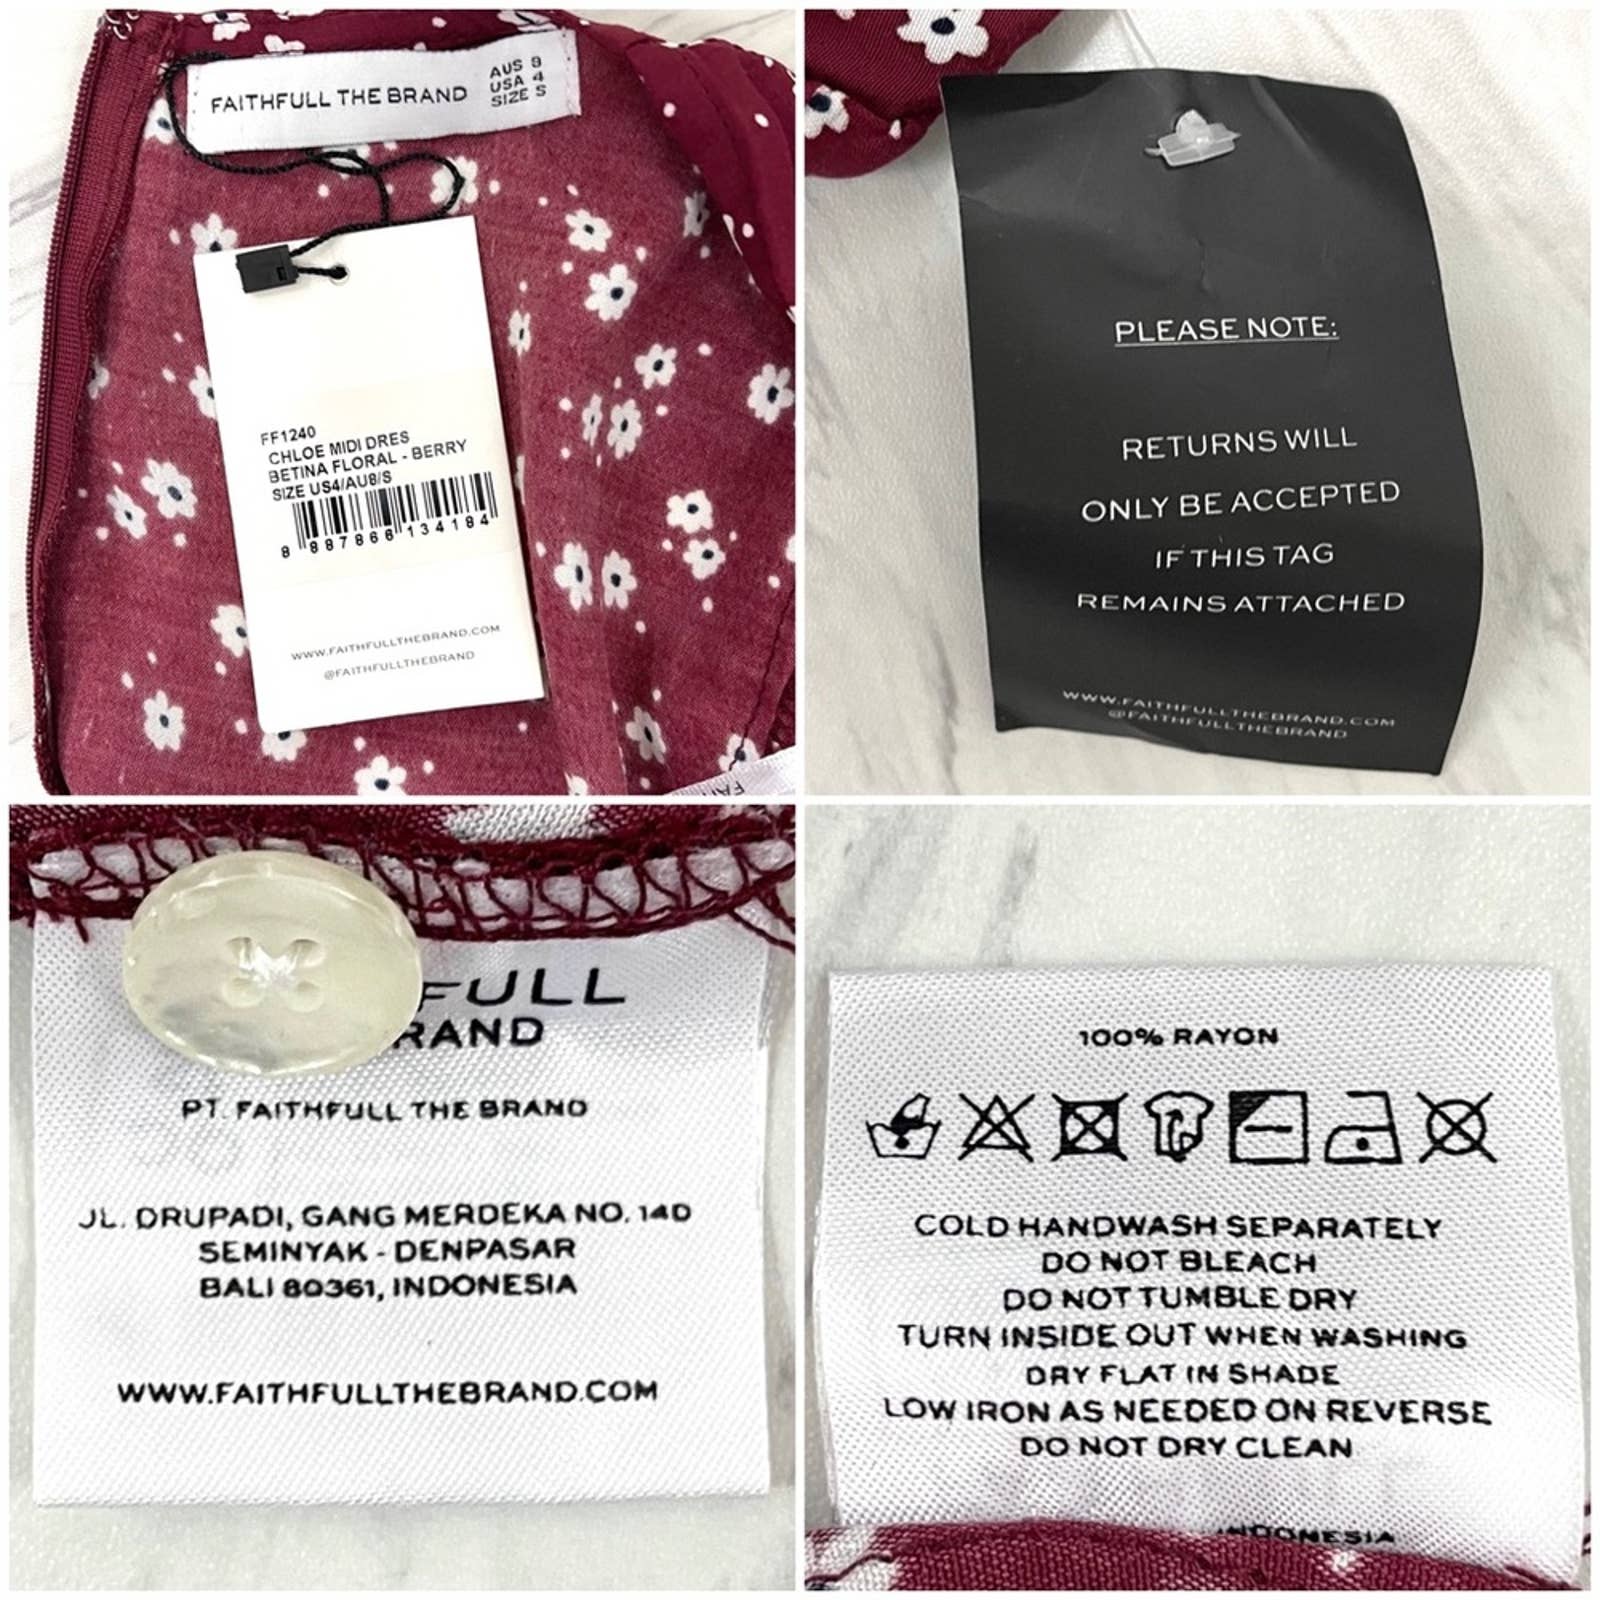 FAITHFULL THE BRAND
AUS 8
USA 4
SIZE S
FF1240
CHLOE MIDI DRES
BETINA FLORAL - BERRY
SIZE US4/AU8/S
8 887866 134184
WWW.FAITHFULLTHEBRAND.COM
@FAITHFULLTHEBRAND
PLEASE NOTE:
RETURNS WILL
ONLY BE ACCEPTED
IF THIS TAG
REMAINS ATTACHED
WWW.FAITHFULLTHEBRAND.COM
@FAITHFULLTHEBRAND
FULL
RAND
PT. FAITHFULL THE BRAND
JL. DRUPADI, GANG MERDEKA NO. 14D
SEMINYAK - DENPASAR
BALI 80361, INDONESIA
WWW.FAITHFULLTHEBRAND.COM
100% RAYON
COLD HANDWASH SEPARATELY
DO NOT BLEACH
DO NOT TUMBLE DRY
TURN INSIDE OUT WHEN WASHING
DRY FLAT IN SHADE
LOW IRON AS NEEDED ON REVERSE
DO NOT DRY CLEAN
INDONESIA